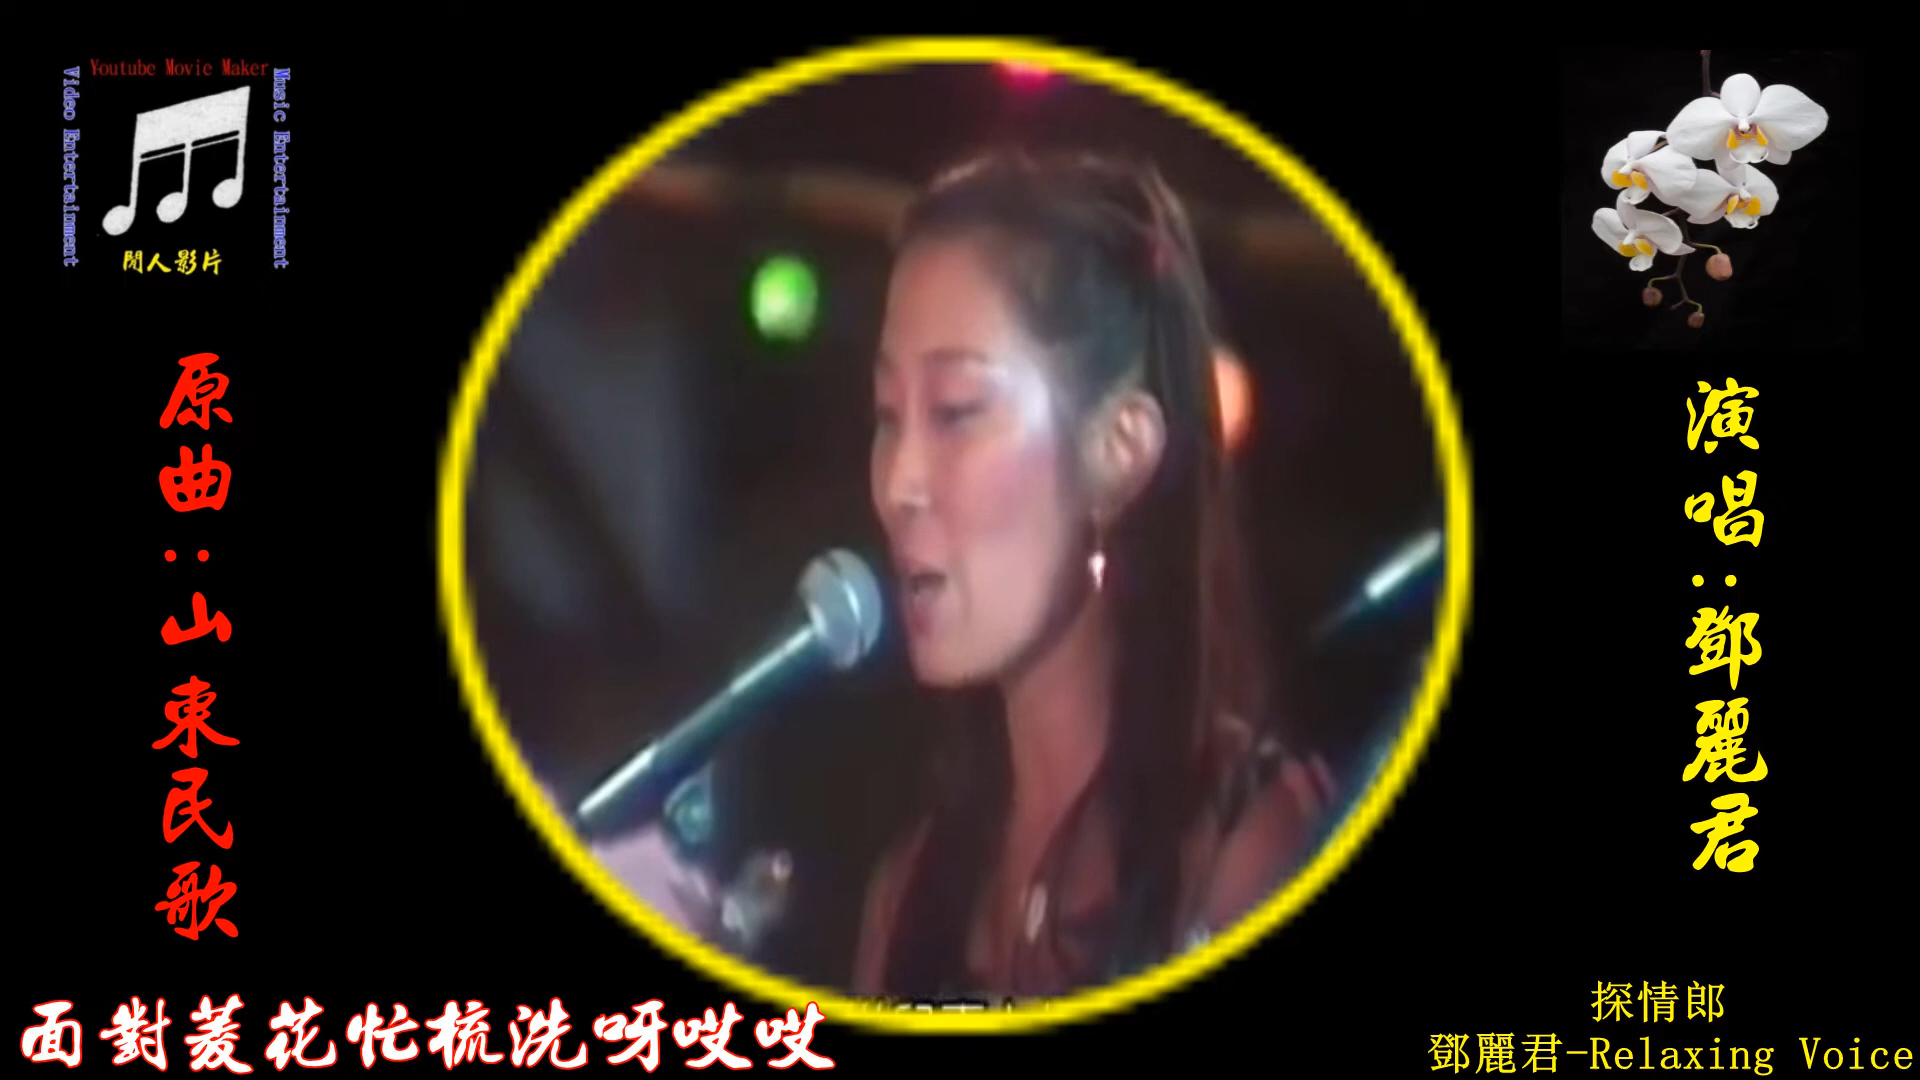 Youtube Movie Maker
Video Entertainment
Music Entertainment
閒人影片
原曲:山東民歌
演唱:鄧麗君
面對菱花忙梳洗呀哎哎
探情郎
鄧麗君-Relaxing Voice